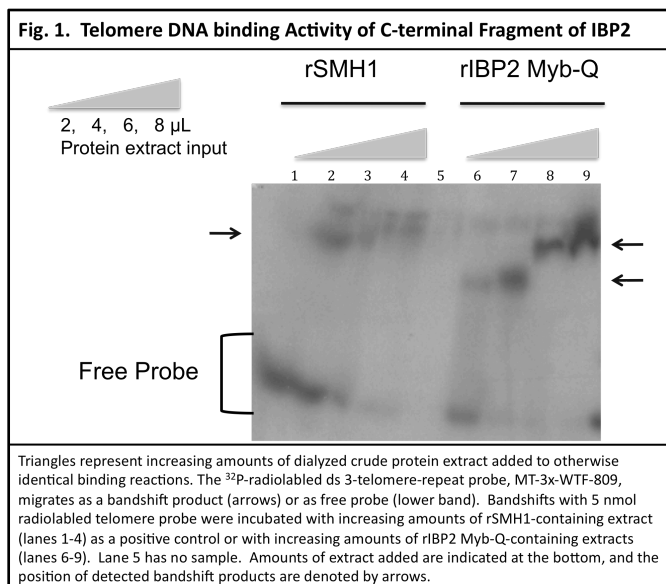 Fig. 1. Telomere DNA binding Activity of C-terminal Fragment of IBP2
rSMH1 rIBP2 Myb-Q
2, 4, 6, 8 µL
Protein extract input
1 2 3 4 5 6 7 8 9
Free Probe
Triangles represent increasing amounts of dialyzed crude protein extract added to otherwise
identical binding reactions. The ³²P-radiolabled ds 3-telomere-repeat probe, MT-3x-WTF-809,
migrates as a bandshift product (arrows) or as free probe (lower band). Bandshifts with 5 nmol
radiolabled telomere probe were incubated with increasing amounts of rSMH1-containing extract
(lanes 1-4) as a positive control or with increasing amounts of rIBP2 Myb-Q-containing extracts
(lanes 6-9). Lane 5 has no sample. Amounts of extract added are indicated at the bottom, and the
position of detected bandshift products are denoted by arrows.